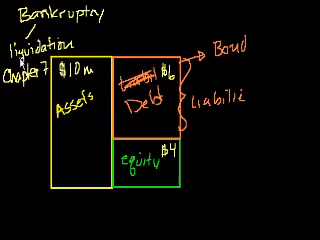 Bankruptcy
liquidation
Chapter 7
$10m
Assets
$6
Debt
Bond
Liabili
Equity
$4